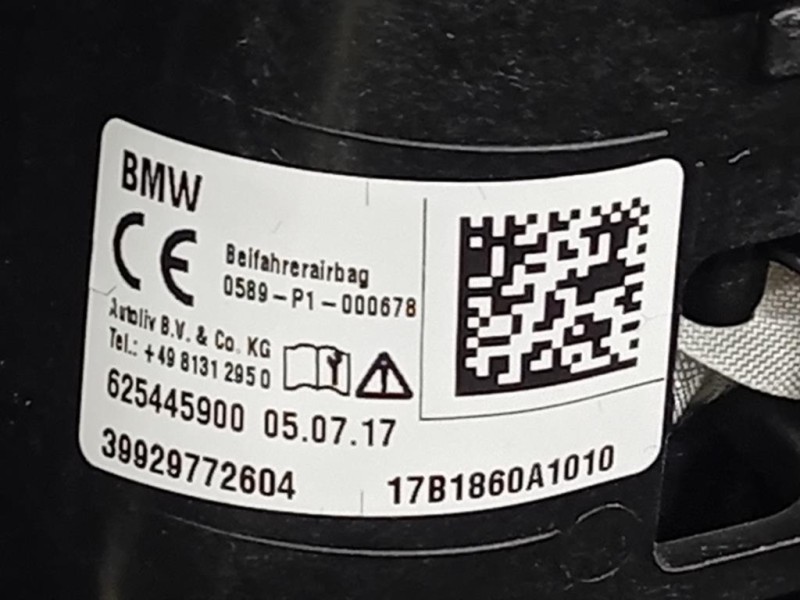 BMW
CE
Beifahrerairbag
0589-P1-000678
Autoliv B.V. & Co. KG
Tel.: +49 8131 295 0
625445900 05.07.17
39929772604 17B1860A1010